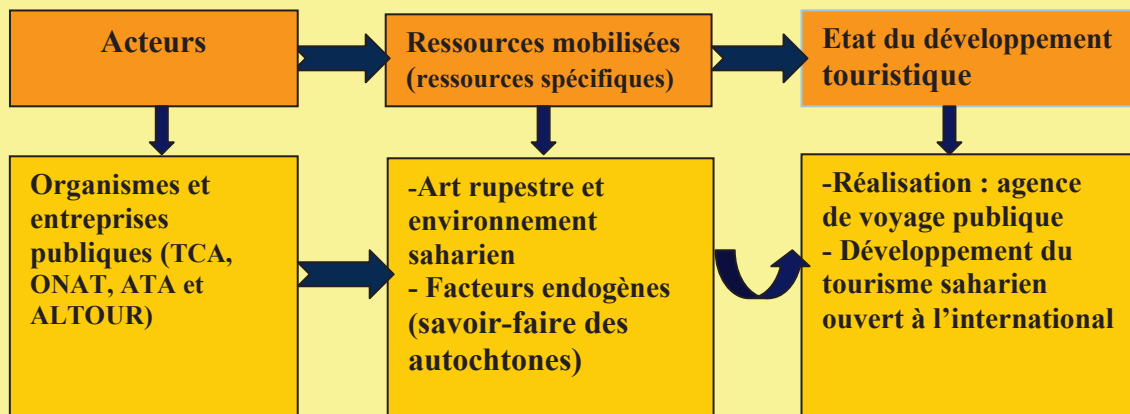 Acteurs
Ressources mobilisées
(ressources spécifiques)
Etat du développement
touristique
Organismes et
entreprises
publiques (TCA,
ONAT, ATA et
ALTOUR)
-Art rupestre et
environnement
saharien
- Facteurs endogènes
(savoir-faire des
autochtones)
-Réalisation : agence
de voyage publique
- Développement du
tourisme saharien
ouvert à l’international